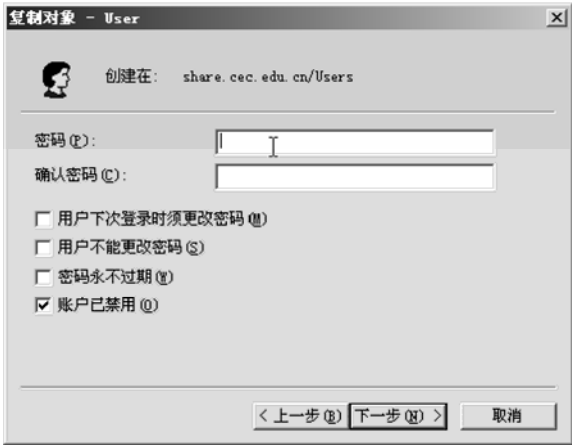 复制对象 - User
创建在: share.cec.edu.cn/Users
密码(P):
确认密码(C):
用户下次登录时须更改密码(M)
用户不能更改密码(S)
密码永不过期(W)
账户已禁用(O)
< 上一步(B) 下一步(N) > 取消